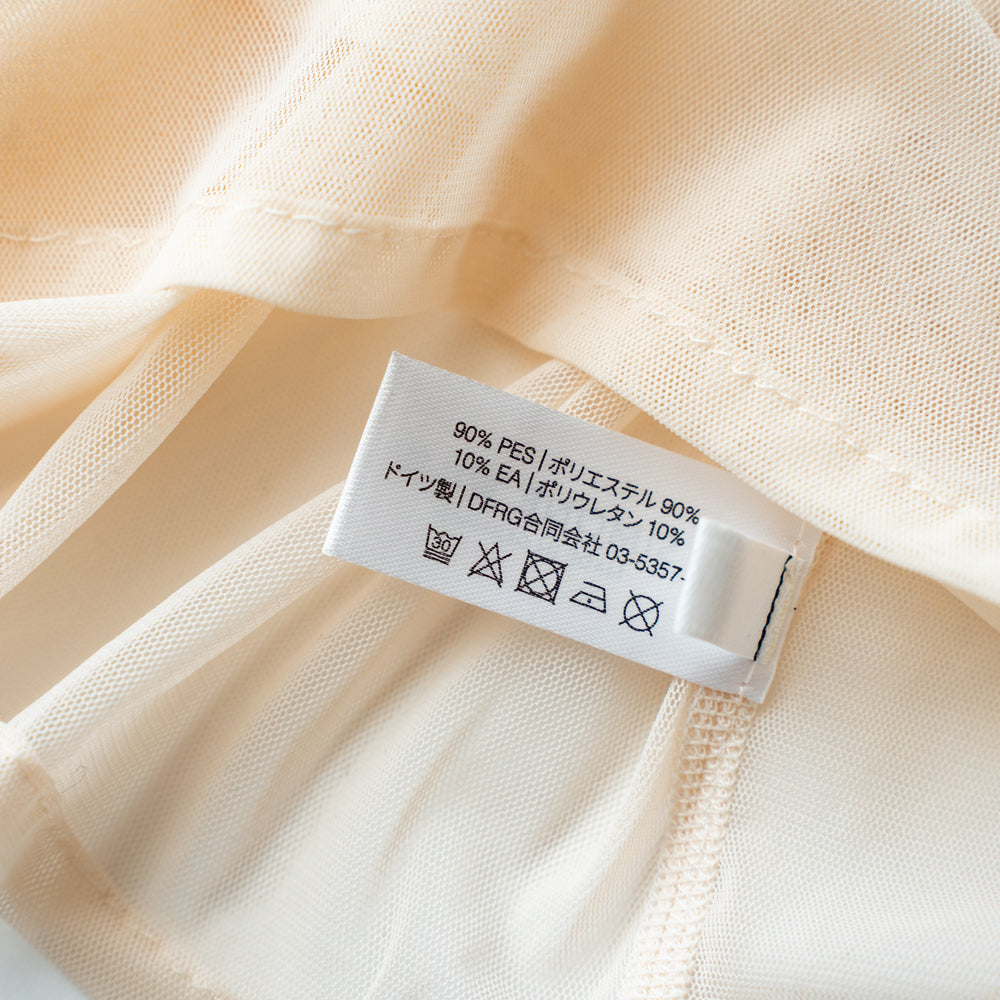 90% PES | ポリエステル 90%
10% EA | ポリウレタン 10%
ドイツ製 | DFRG合同会社 03-5357-
30